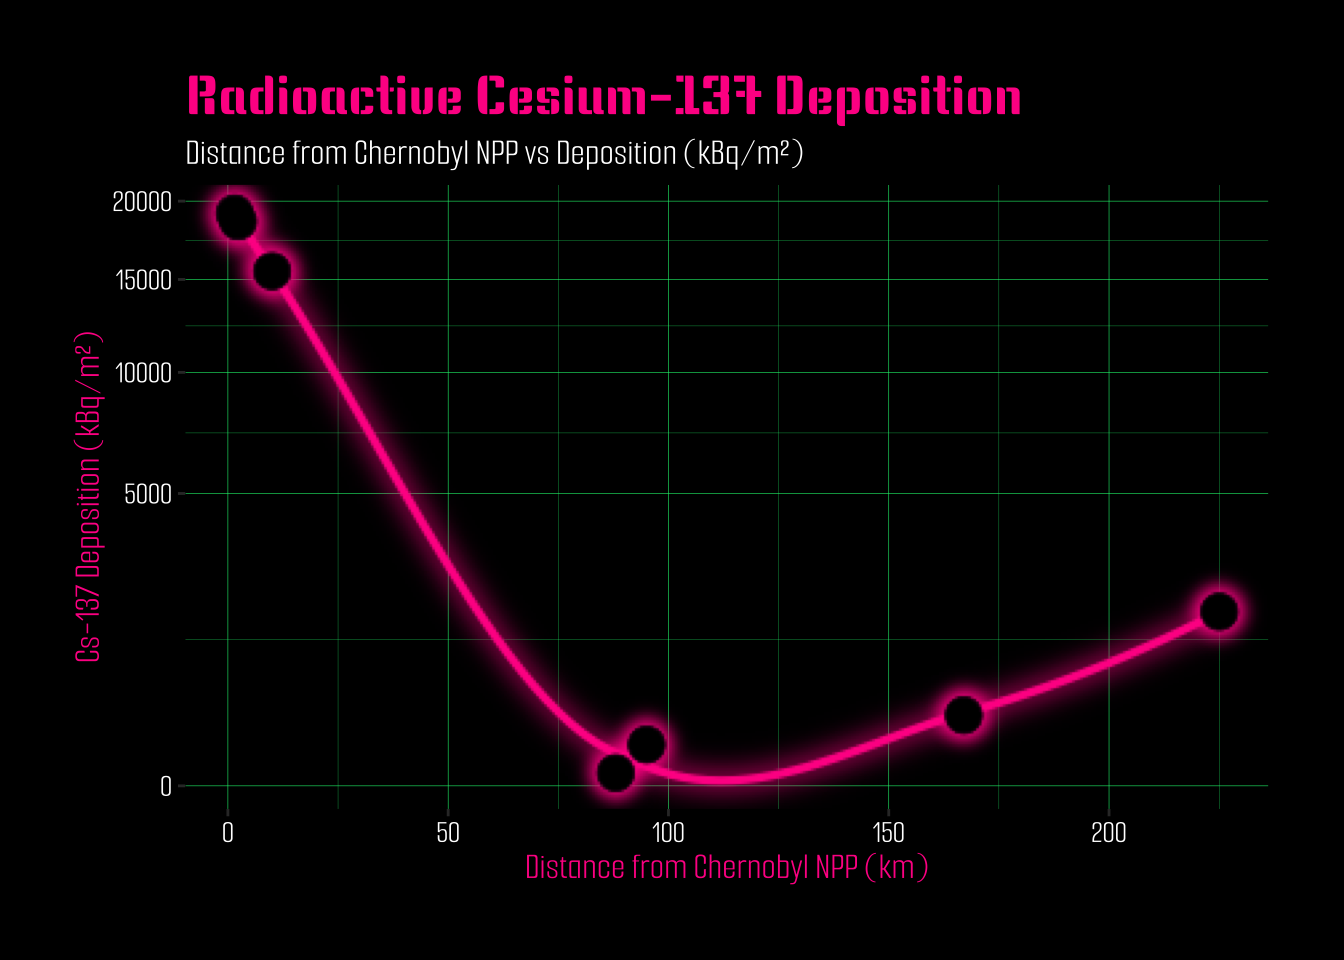 Radioactive Cesium-137 Deposition
Distance from Chernobyl NPP vs Deposition (kBq/m²)
20000
15000
10000
5000
0
Cs-137 Deposition (kBq/m²)
0
50
100
150
200
Distance from Chernobyl NPP (km)